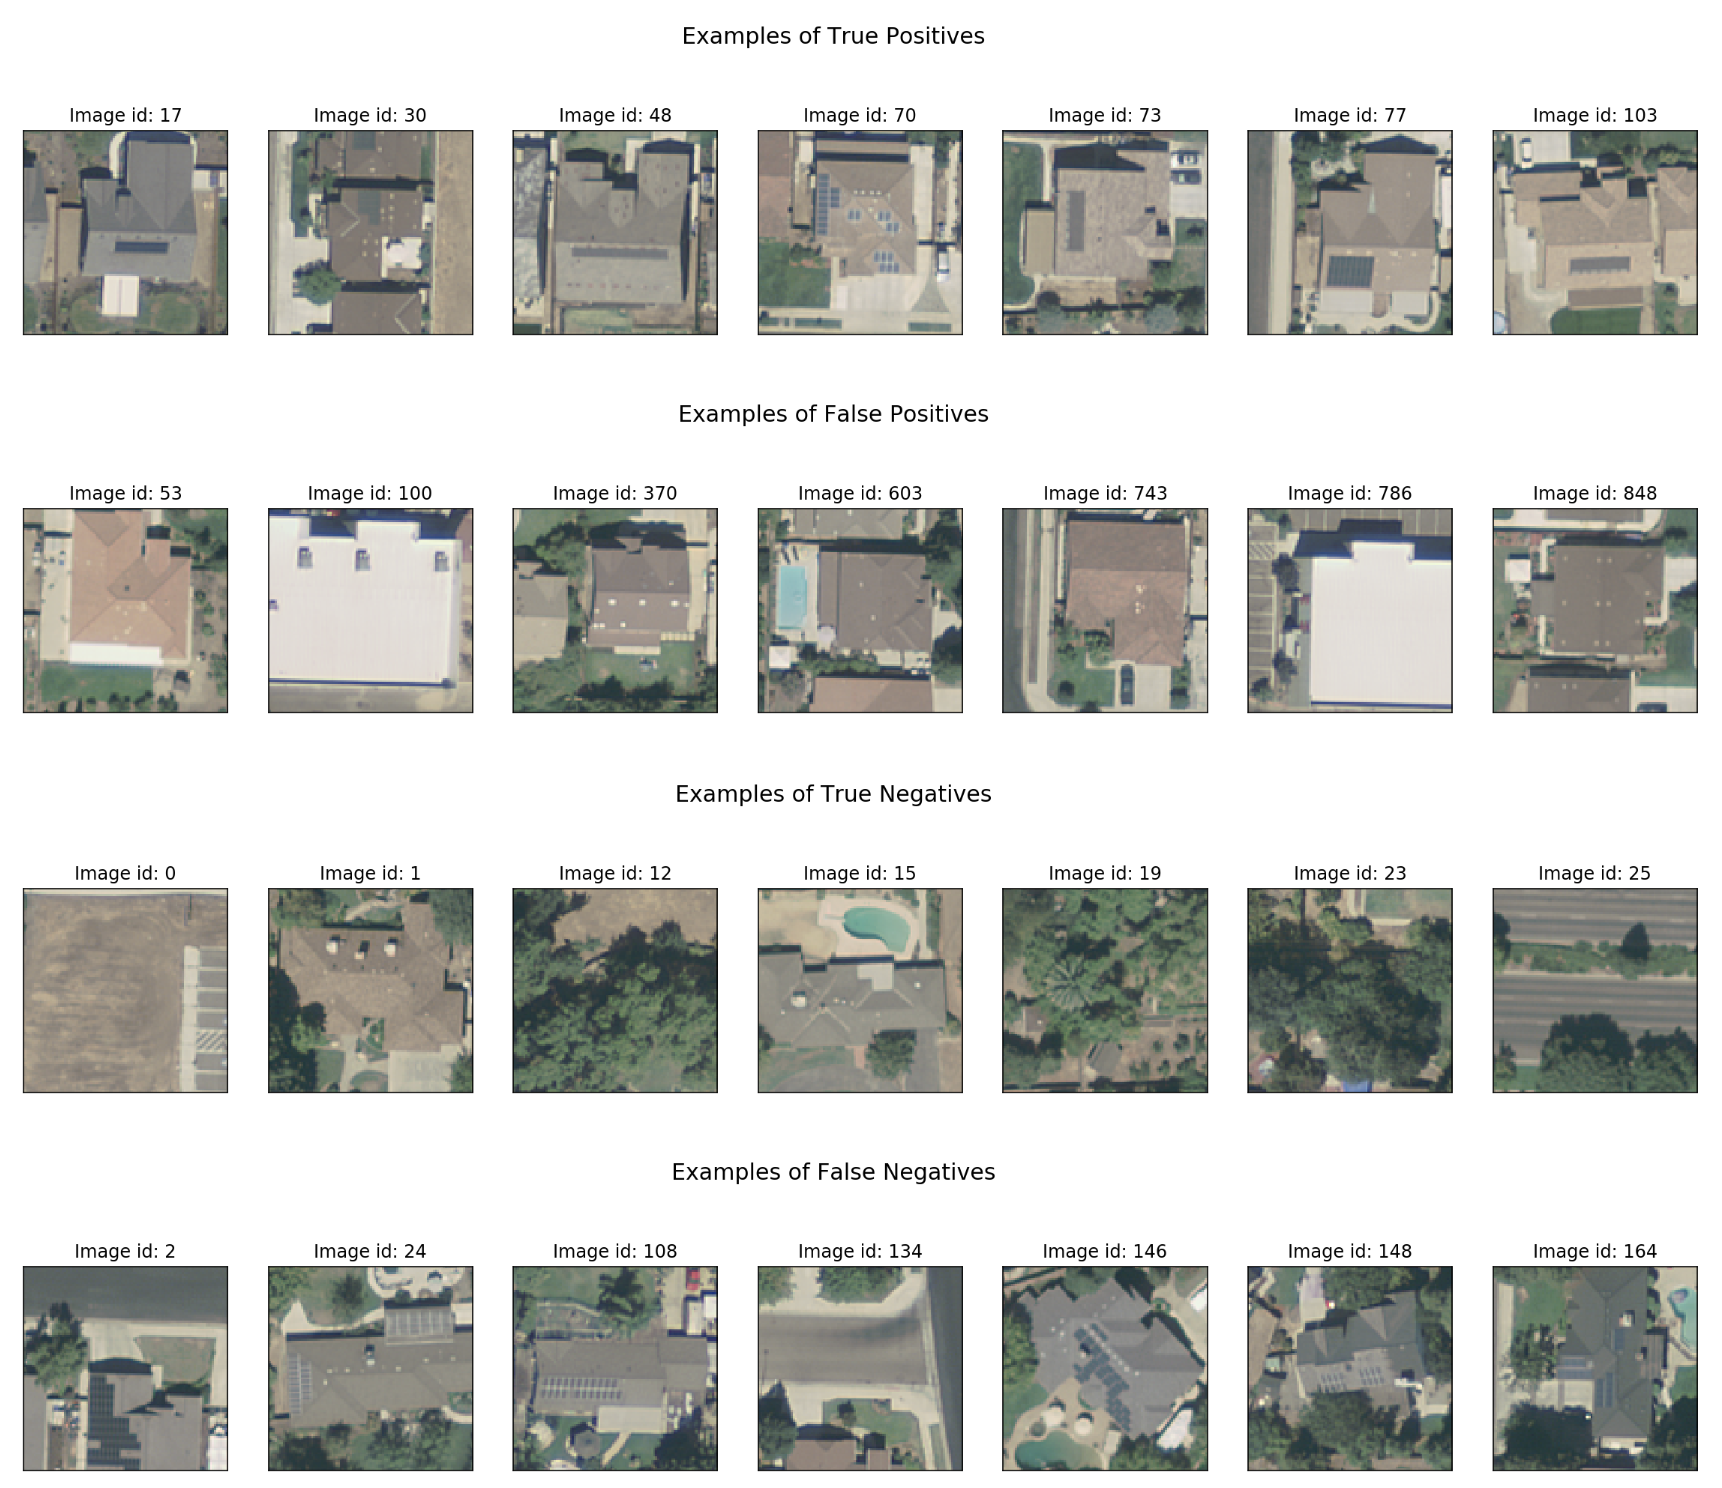 Examples of True Positives
Image id: 17 Image id: 30 Image id: 48 Image id: 70 Image id: 73 Image id: 77 Image id: 103
Examples of False Positives
Image id: 53 Image id: 100 Image id: 370 Image id: 603 Image id: 743 Image id: 786 Image id: 848
Examples of True Negatives
Image id: 0 Image id: 1 Image id: 12 Image id: 15 Image id: 19 Image id: 23 Image id: 25
Examples of False Negatives
Image id: 2 Image id: 24 Image id: 108 Image id: 134 Image id: 146 Image id: 148 Image id: 164